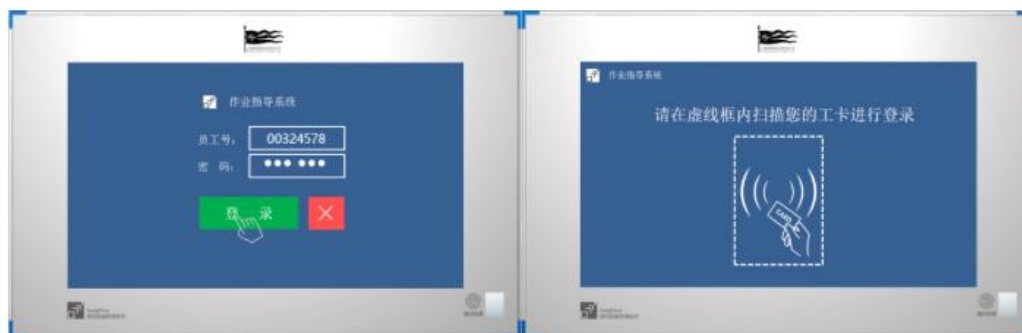 作业指导系统
员工号： 00324578
密 码： ●●● ●●●
登 录
作业指导系统
请在虚线框内扫描您的工卡进行登录
CARD